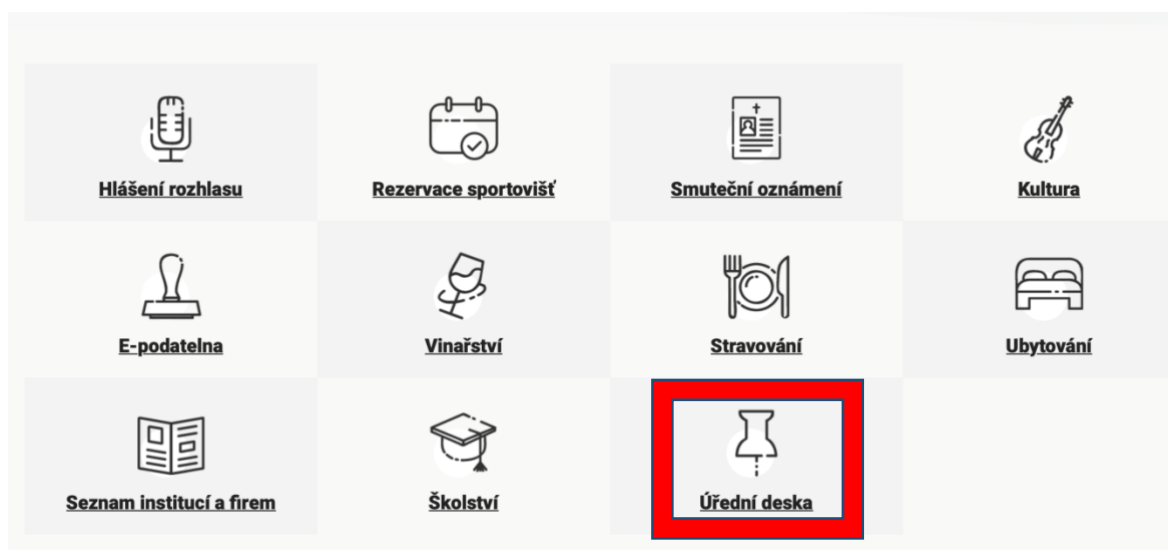 Hlášení rozhlasu
Rezervace sportovišť
Smuteční oznámení
Kultura
E-podatelna
Vinařství
Stravování
Ubytování
Seznam institucí a firem
Školství
Úřední deska